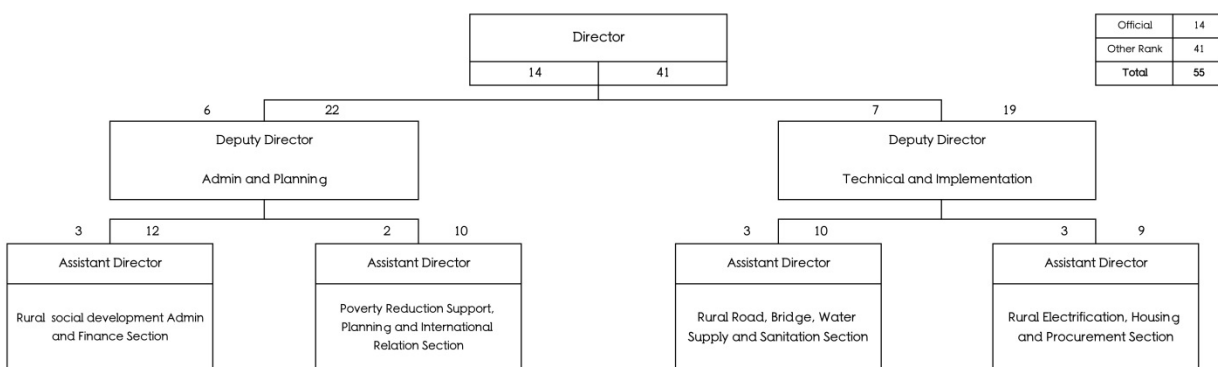 Director
14 41
Official 14
Other Rank 41
Total 55
6 22
Deputy Director
Admin and Planning
7 19
Deputy Director
Technical and Implementation
3 12
Assistant Director
Rural social development Admin
and Finance Section
2 10
Assistant Director
Poverty Reduction Support,
Planning and International
Relation Section
3 10
Assistant Director
Rural Road, Bridge, Water
Supply and Sanitation Section
3 9
Assistant Director
Rural Electrification, Housing
and Procurement Section